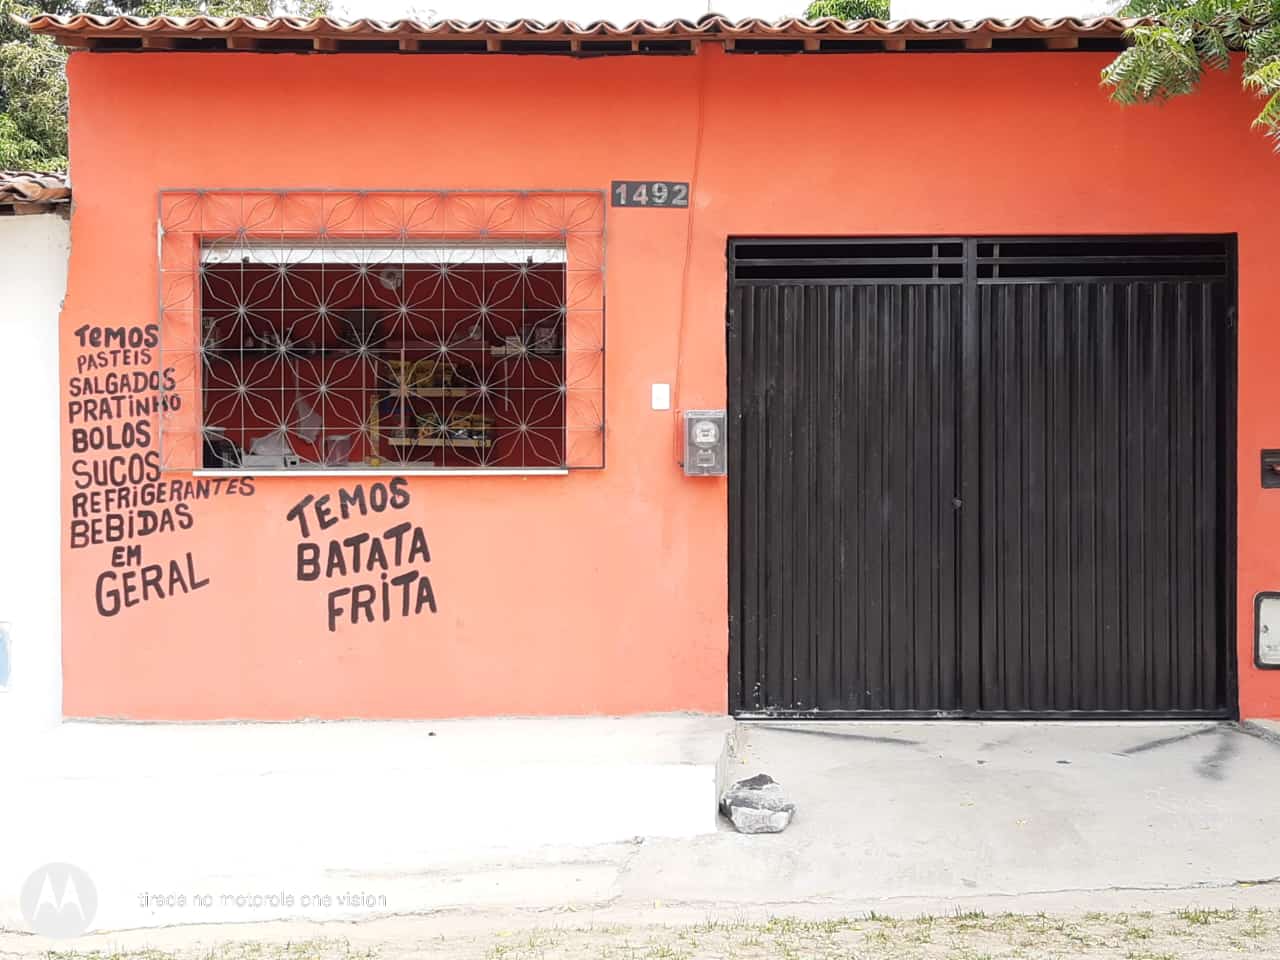 1492
TEMOS
PASTEIS
SALGADOS
PRATINHO
BOLOS
SUCOS
REFRIGERANTES
BEBIDAS
EM
GERAL
TEMOS
BATATA
FRITA
tirada no motorola one vision